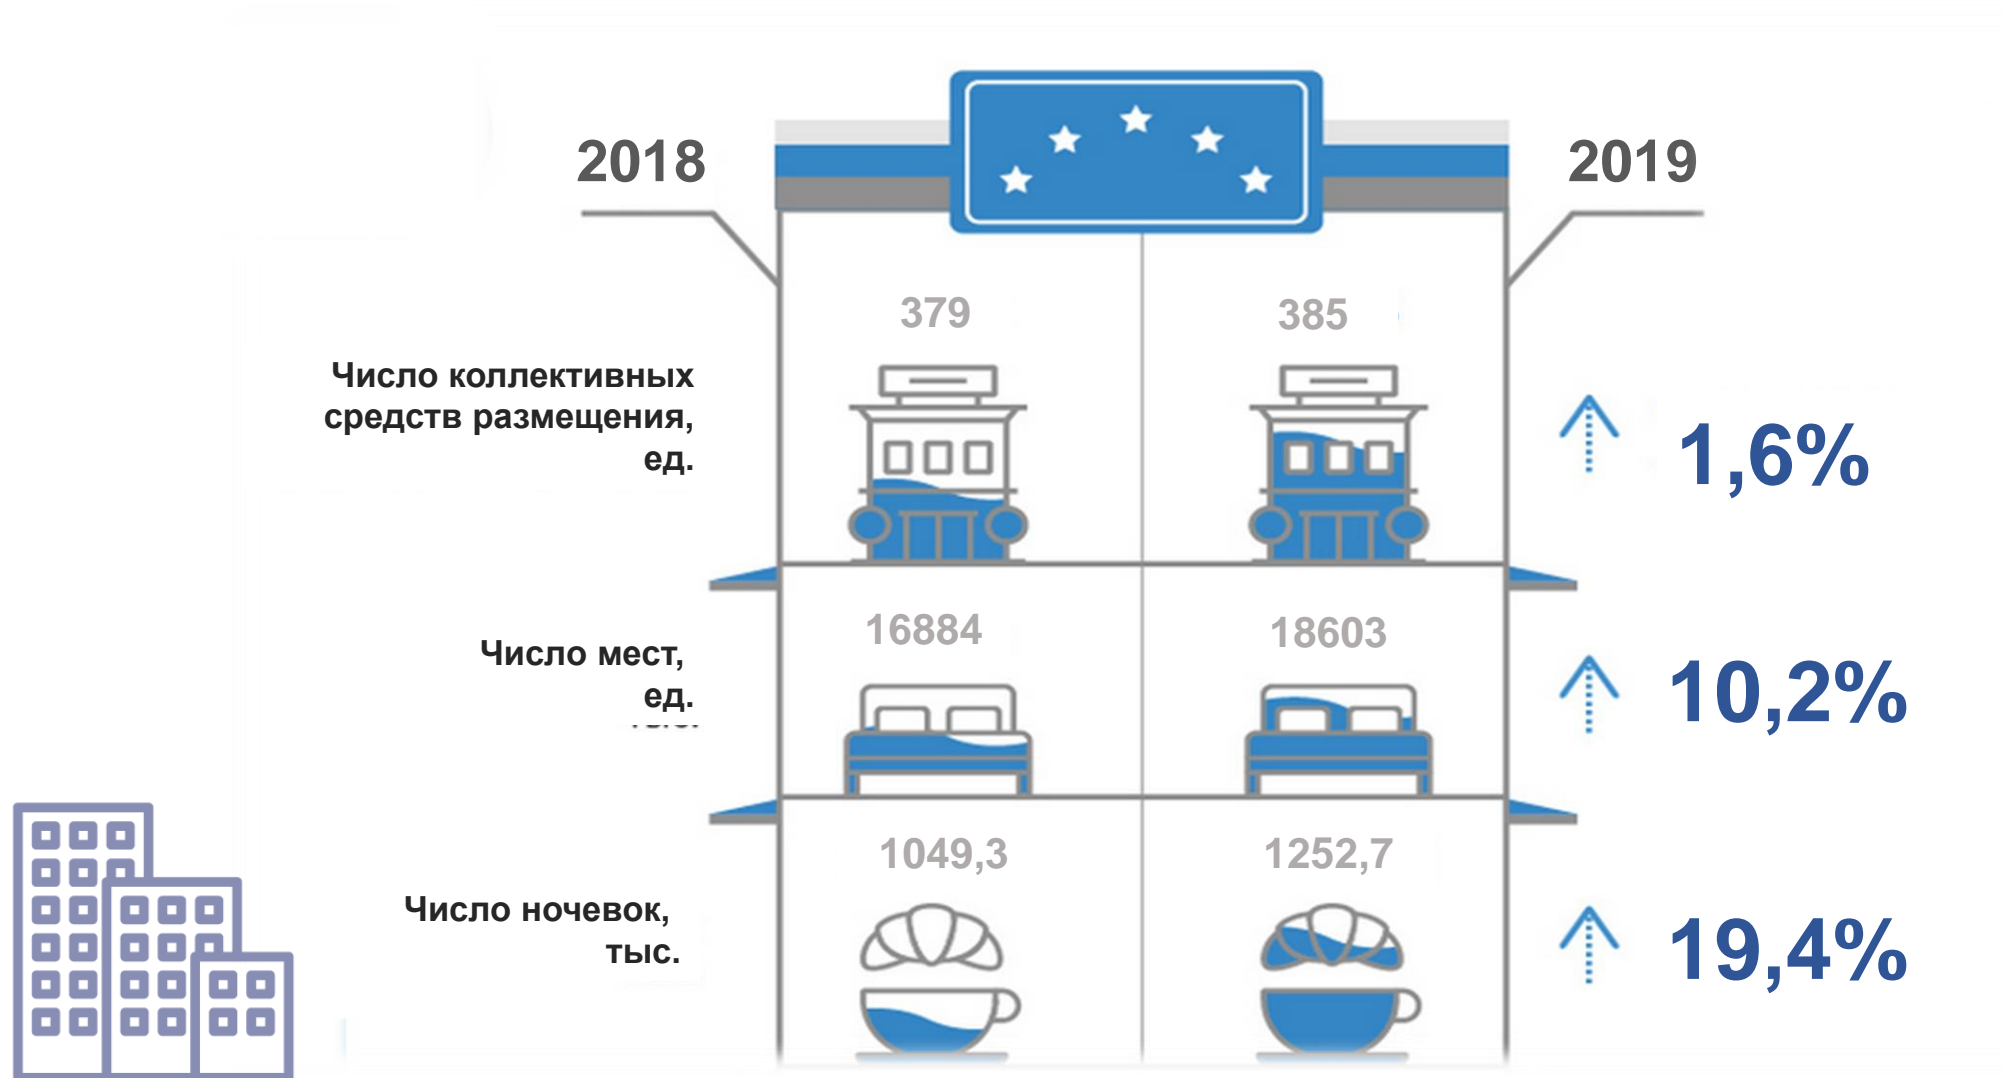 2018
2019
379
385
Число коллективных
средств размещения,
ед.
1,6%
16884
18603
Число мест,
ед.
10,2%
1049,3
1252,7
Число ночевок,
тыс.
19,4%